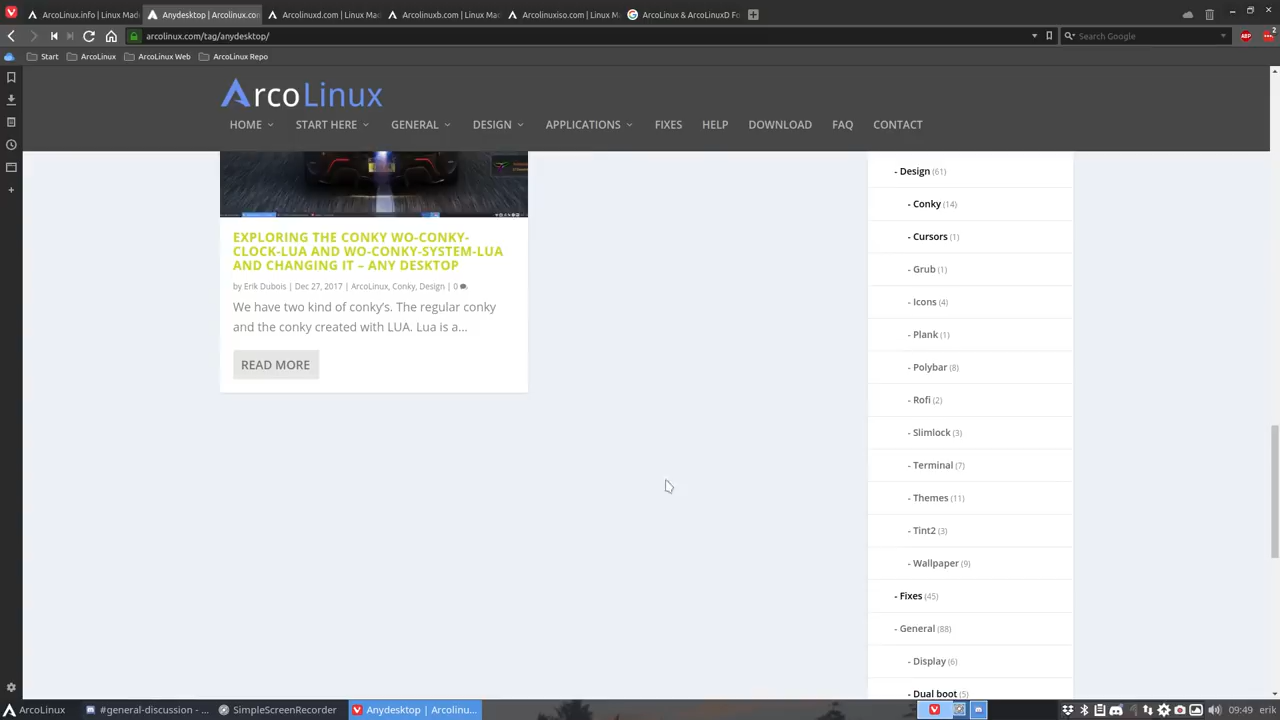 ArcoLinux.info | Linux Mad
Anydesktop | Arcolinux.co
Arcolinuxd.com | Linux Ma
Arcolinuxb.com | Linux Ma
Arcolinuxiso.com | Linux M
ArcoLinux & ArcoLinuxD Fo
arcolinux.com/tag/anydesktop/
Search Google
ABP
2
Start
ArcoLinux
ArcoLinux Web
ArcoLinux Repo
ArcoLinux
HOME
START HERE
GENERAL
DESIGN
APPLICATIONS
FIXES
HELP
DOWNLOAD
FAQ
CONTACT
EXPLORING THE CONKY WO-CONKY-
CLOCK-LUA AND WO-CONKY-SYSTEM-LUA
AND CHANGING IT – ANY DESKTOP
by Erik Dubois | Dec 27, 2017 | ArcoLinux, Conky, Design | 0
We have two kind of conky's. The regular conky
and the conky created with LUA. Lua is a...
READ MORE
- Design (61)
- Conky (14)
- Cursors (1)
- Grub (1)
- Icons (4)
- Plank (1)
- Polybar (8)
- Rofi (2)
- Slimlock (3)
- Terminal (7)
- Themes (11)
- Tint2 (3)
- Wallpaper (9)
- Fixes (45)
- General (88)
- Display (6)
- Dual boot (5)
ArcoLinux
#general-discussion - ...
SimpleScreenRecorder
Anydesktop | Arcolinu...
09:49
erik